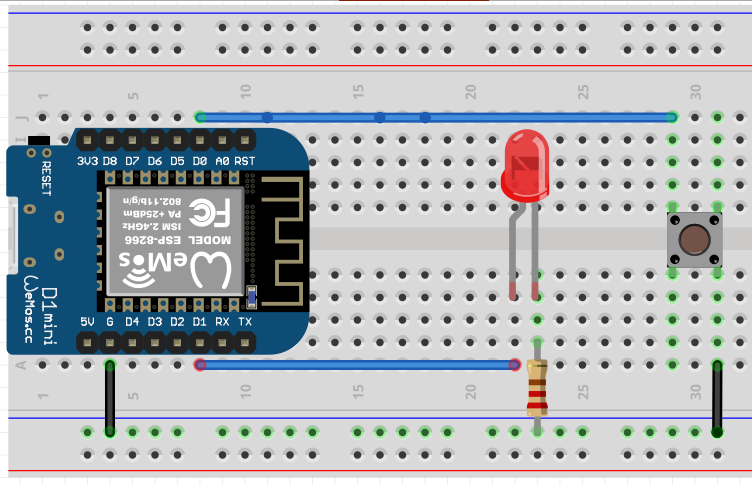 1 5 10 15 20 25 30
J
I
3V3 D8 D7 D6 D5 D0 A0 RST
RESET
WeMos
MODEL ESP-8266
ISM 2.4GHz
PA +25dBm
802.11b/g/n
FC
5V G D4 D3 D2 D1 RX TX
D1 mini
WeMos.cc
A
1 5 10 15 20 25 30